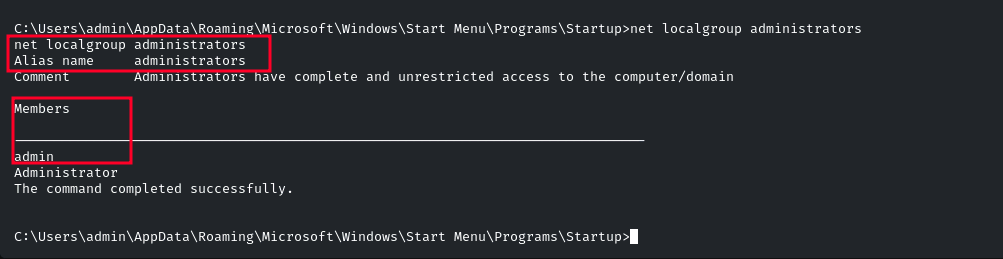 C:\Users\admin\AppData\Roaming\Microsoft\Windows\Start Menu\Programs\Startup>net localgroup administrators
net localgroup administrators
Alias name     administrators
Comment        Administrators have complete and unrestricted access to the computer/domain
Members
-------------------------------------------------------------------------------
admin
Administrator
The command completed successfully.
C:\Users\admin\AppData\Roaming\Microsoft\Windows\Start Menu\Programs\Startup>